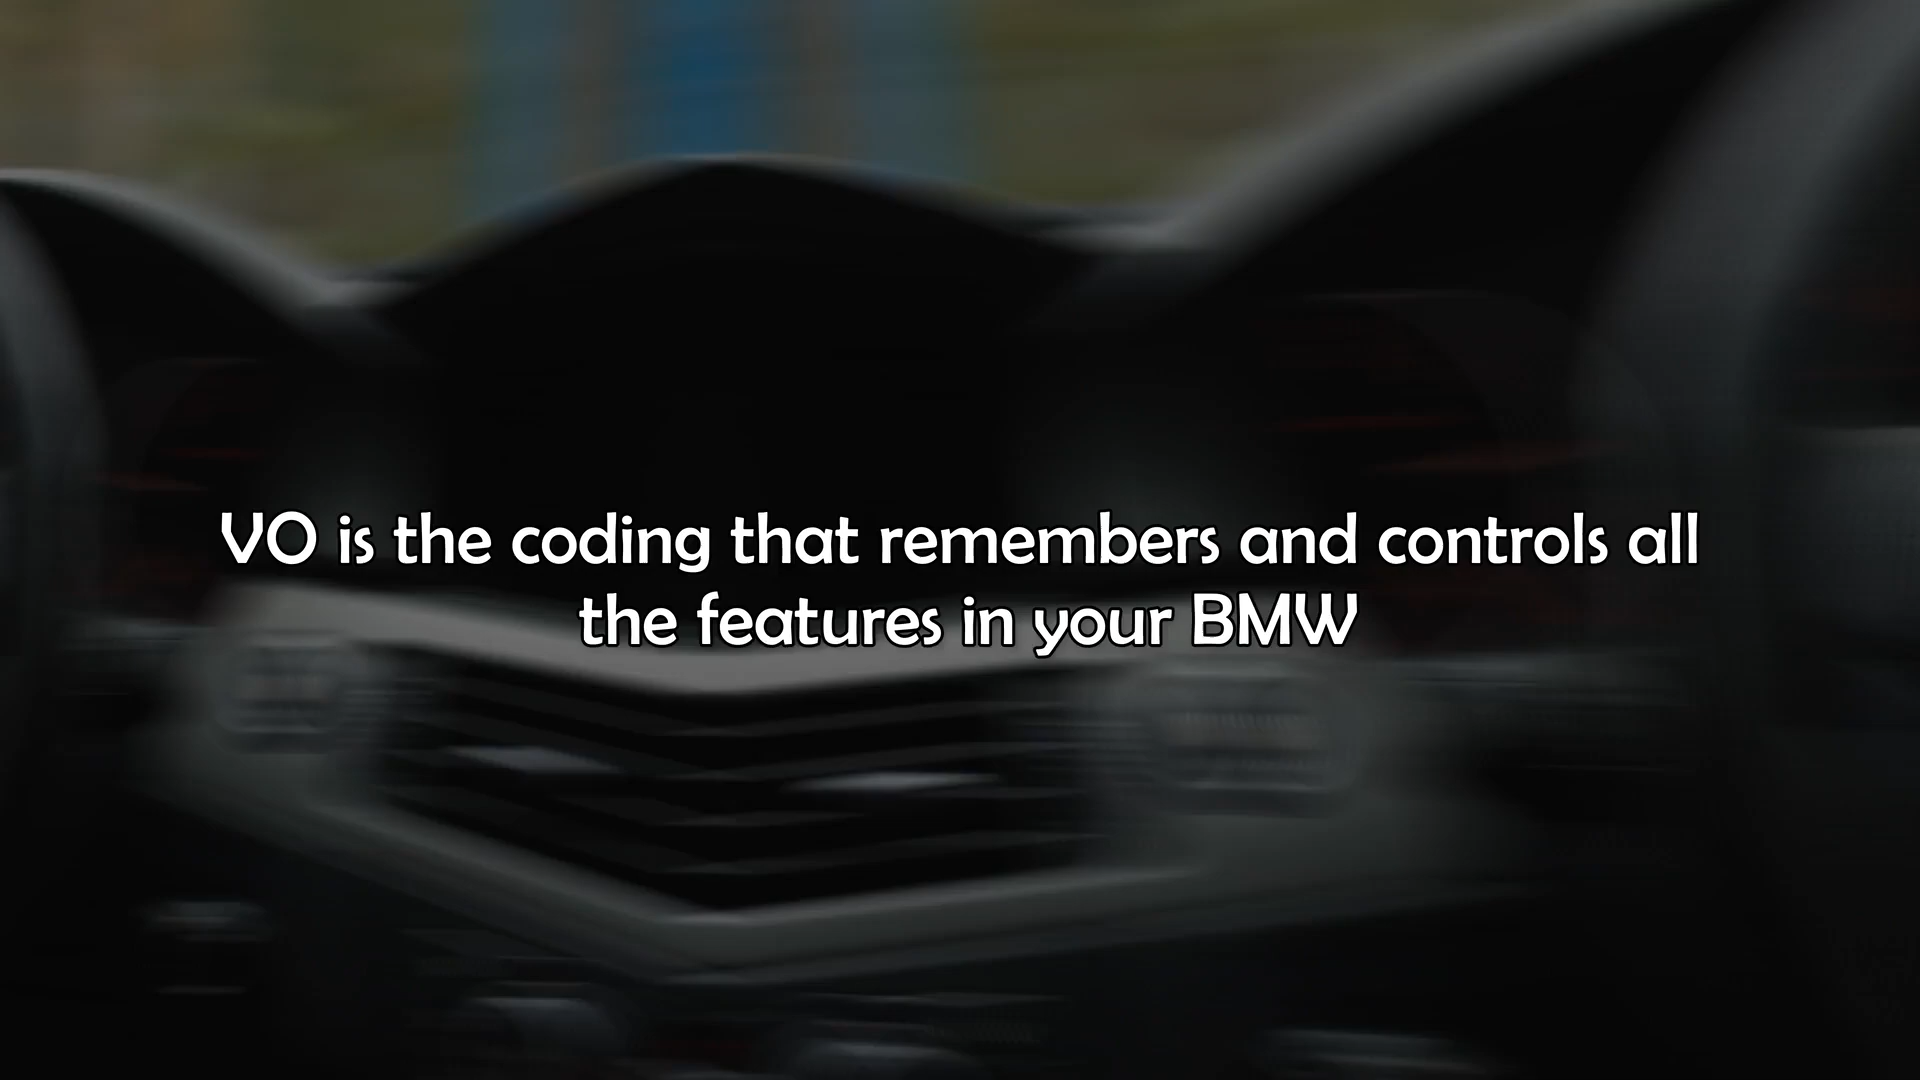 VO is the coding that remembers and controls all
the features in your BMW